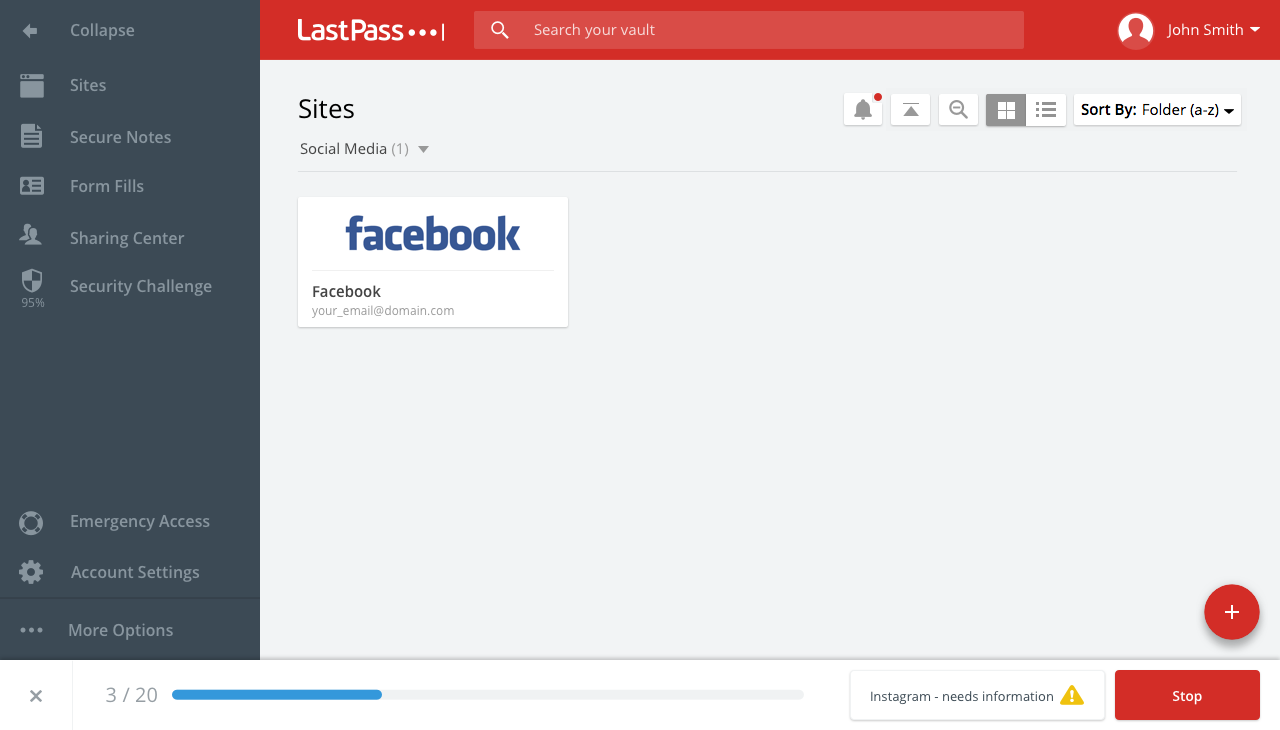 Collapse
LastPass
Search your vault
John Smith
Sites
Secure Notes
Form Fills
Sharing Center
Security Challenge
95%
Emergency Access
Account Settings
More Options
Sites
Sort By: Folder (a-z)
Social Media (1)
facebook
Facebook
your_email@domain.com
3 / 20
Instagram - needs information
Stop